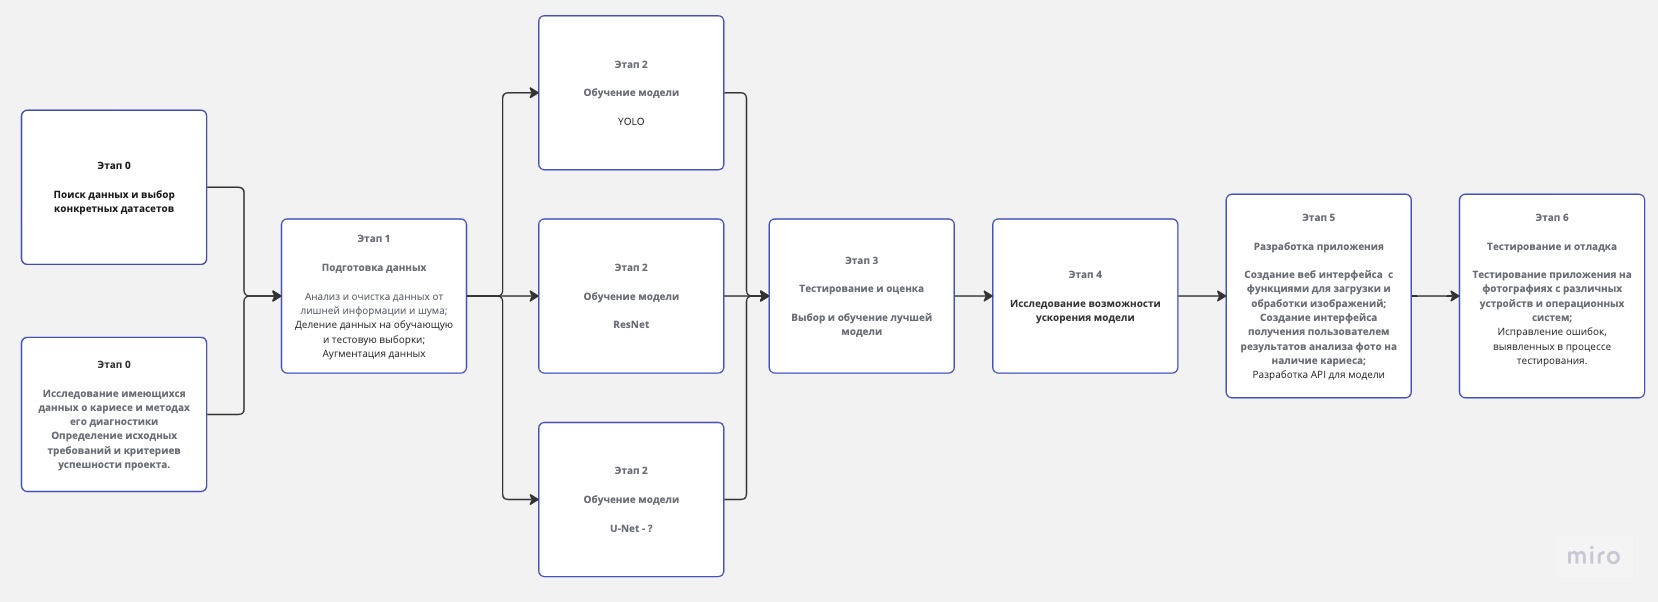 Этап 0
Поиск данных и выбор
конкретных датасетов
Этап 0
Исследование имеющихся
данных о кариесе и методах
его диагностики
Определение исходных
требований и критериев
успешности проекта.
Этап 1
Подготовка данных
Анализ и очистка данных от
лишней информации и шума;
Деление данных на обучающую
и тестовую выборки;
Аугментация данных
Этап 2
Обучение модели
YOLO
Этап 2
Обучение модели
ResNet
Этап 2
Обучение модели
U-Net - ?
Этап 3
Тестирование и оценка
Выбор и обучение лучшей
модели
Этап 4
Исследование возможности
ускорения модели
Этап 5
Разработка приложения
Создание веб интерфейса с
функциями для загрузки и
обработки изображений;
Создание интерфейса
получения пользователем
результатов анализа фото на
наличие кариеса;
Разработка API для модели
Этап 6
Тестирование и отладка
Тестирование приложения на
фотографиях с различных
устройств и операционных
систем;
Исправление ошибок,
выявленных в процессе
тестирования.
miro